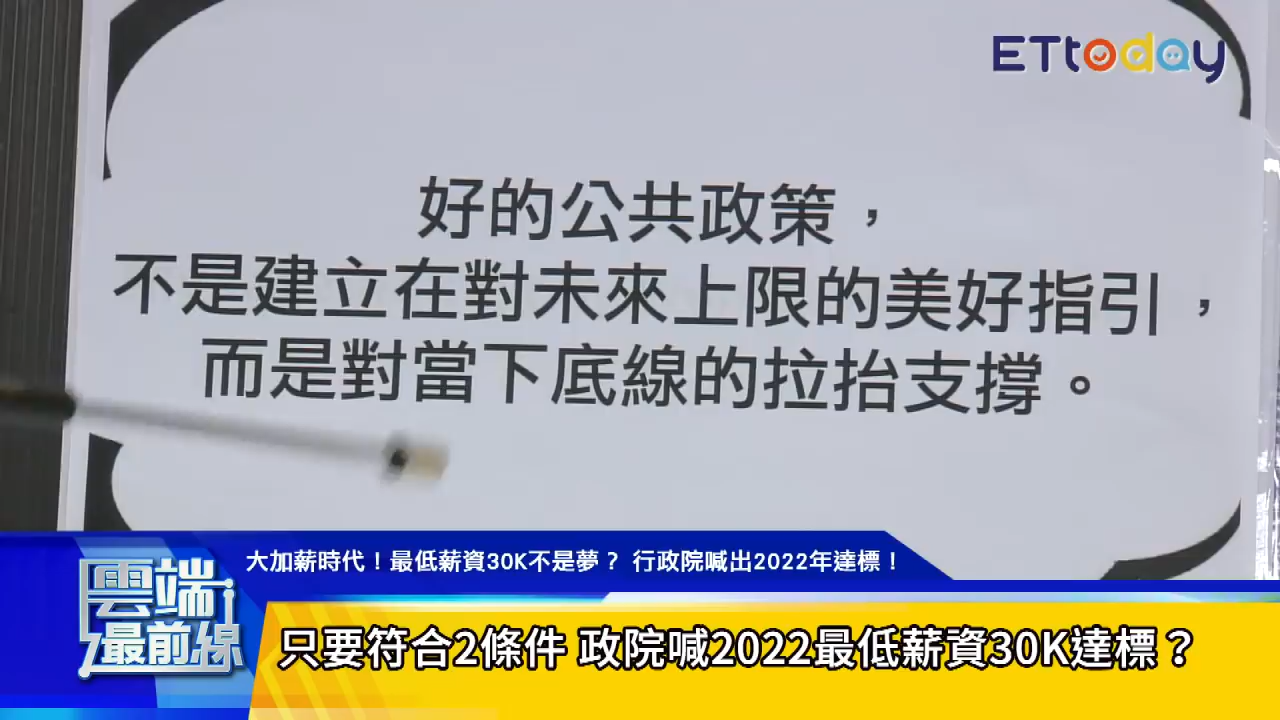 ETtoday
好的公共政策，
不是建立在對未來上限的美好指引，
而是對當下底線的拉抬支撐。
大加薪時代！最低薪資30K不是夢？ 行政院喊出2022年達標！
雲端
最前線
只要符合2條件 政院喊2022最低薪資30K達標？